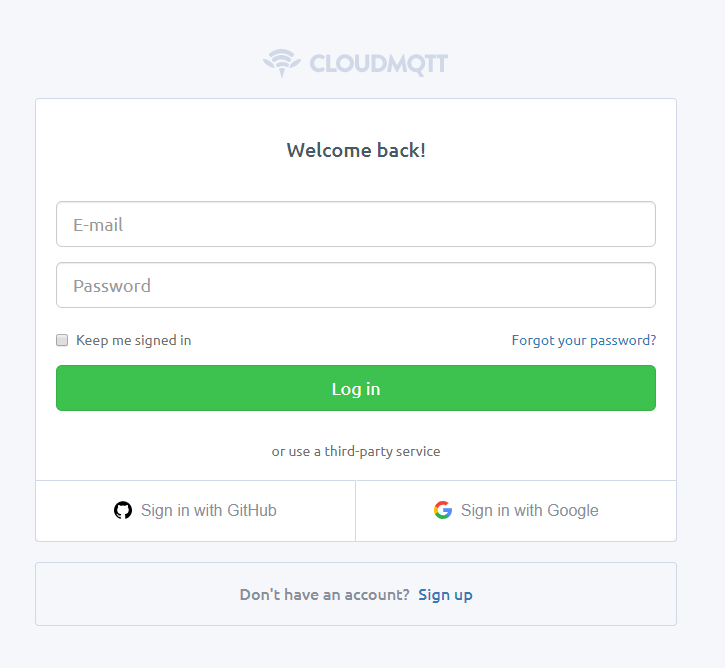 CLOUDMQTT
Welcome back!
E-mail
Password
Keep me signed in Forgot your password?
Log in
or use a third-party service
Sign in with GitHub Sign in with Google
Don't have an account? Sign up